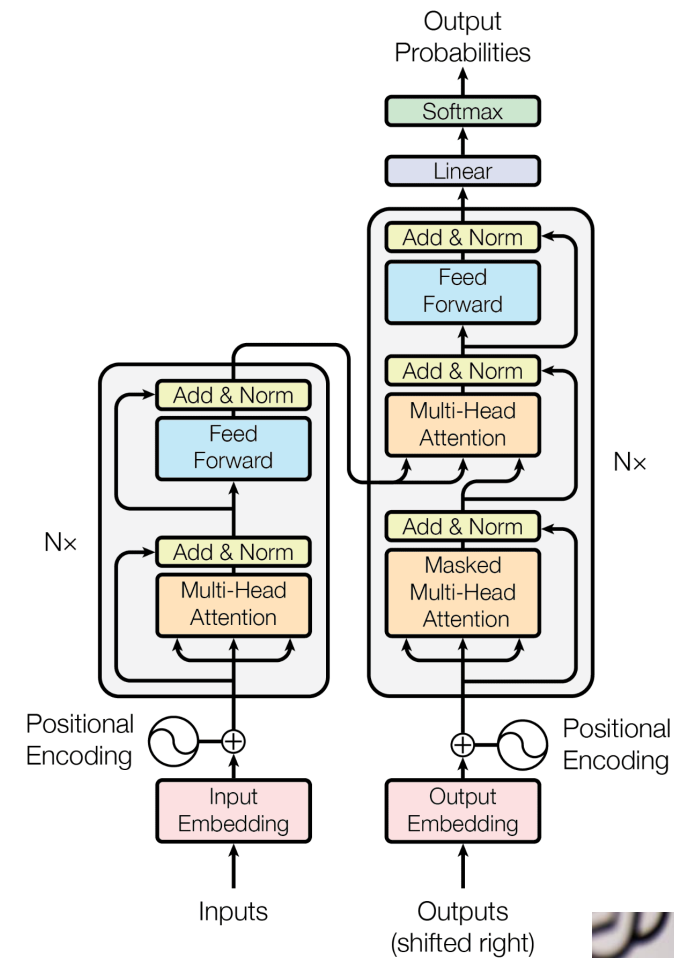 Output
Probabilities
Softmax
Linear
Add & Norm
Feed
Forward
Add & Norm
Multi-Head
Attention
Add & Norm
Masked
Multi-Head
Attention
Nx
Add & Norm
Feed
Forward
Add & Norm
Multi-Head
Attention
Nx
Positional
Encoding
Positional
Encoding
Input
Embedding
Output
Embedding
Inputs
Outputs
(shifted right)